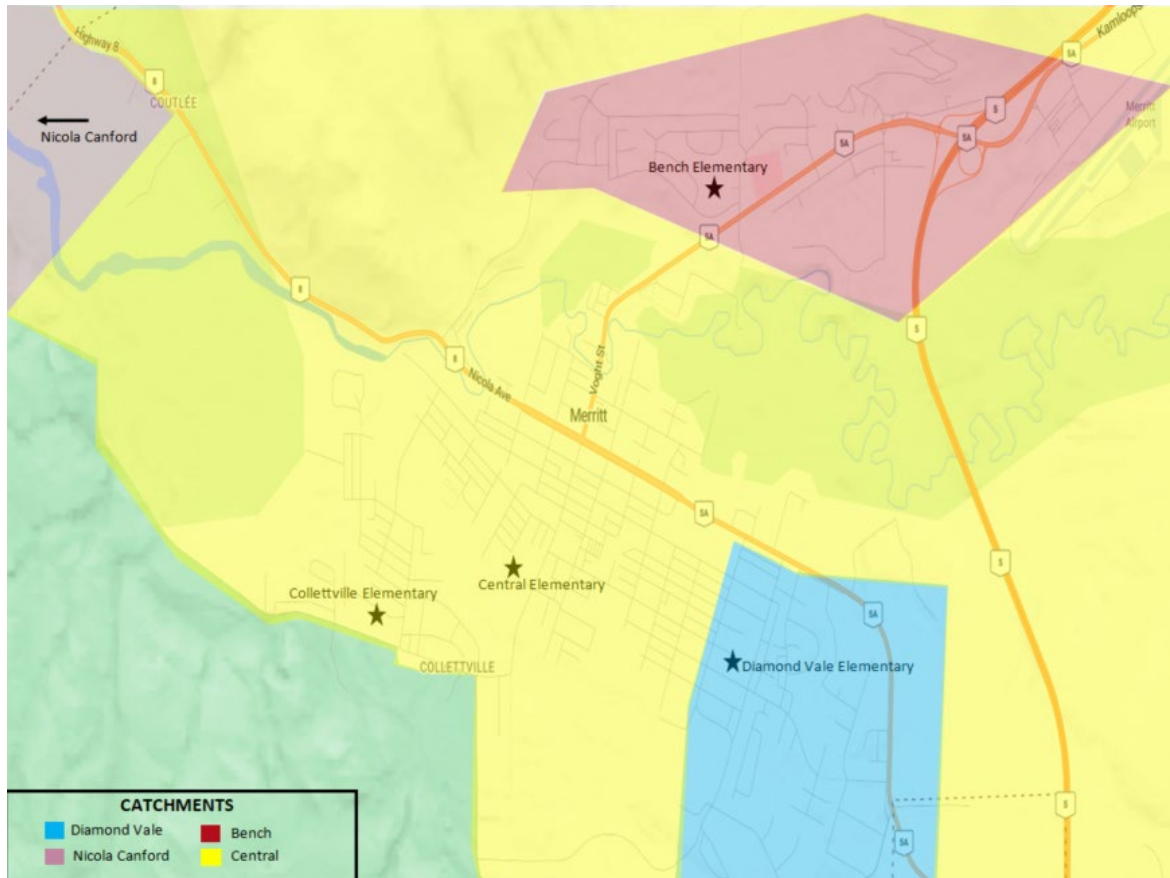 Highway 8
8
COUTLÉE
Nicola Canford
Kamloops
5A
5
5A
5A
Merritt
Airport
Bench Elementary
5A
8
5
8
Nicola Ave
Voght St
Merritt
5A
5
Central Elementary
Collettville Elementary
5A
COLLETTVILLE
Diamond Vale Elementary
5
5A
CATCHMENTS
Diamond Vale
Bench
Nicola Canford
Central